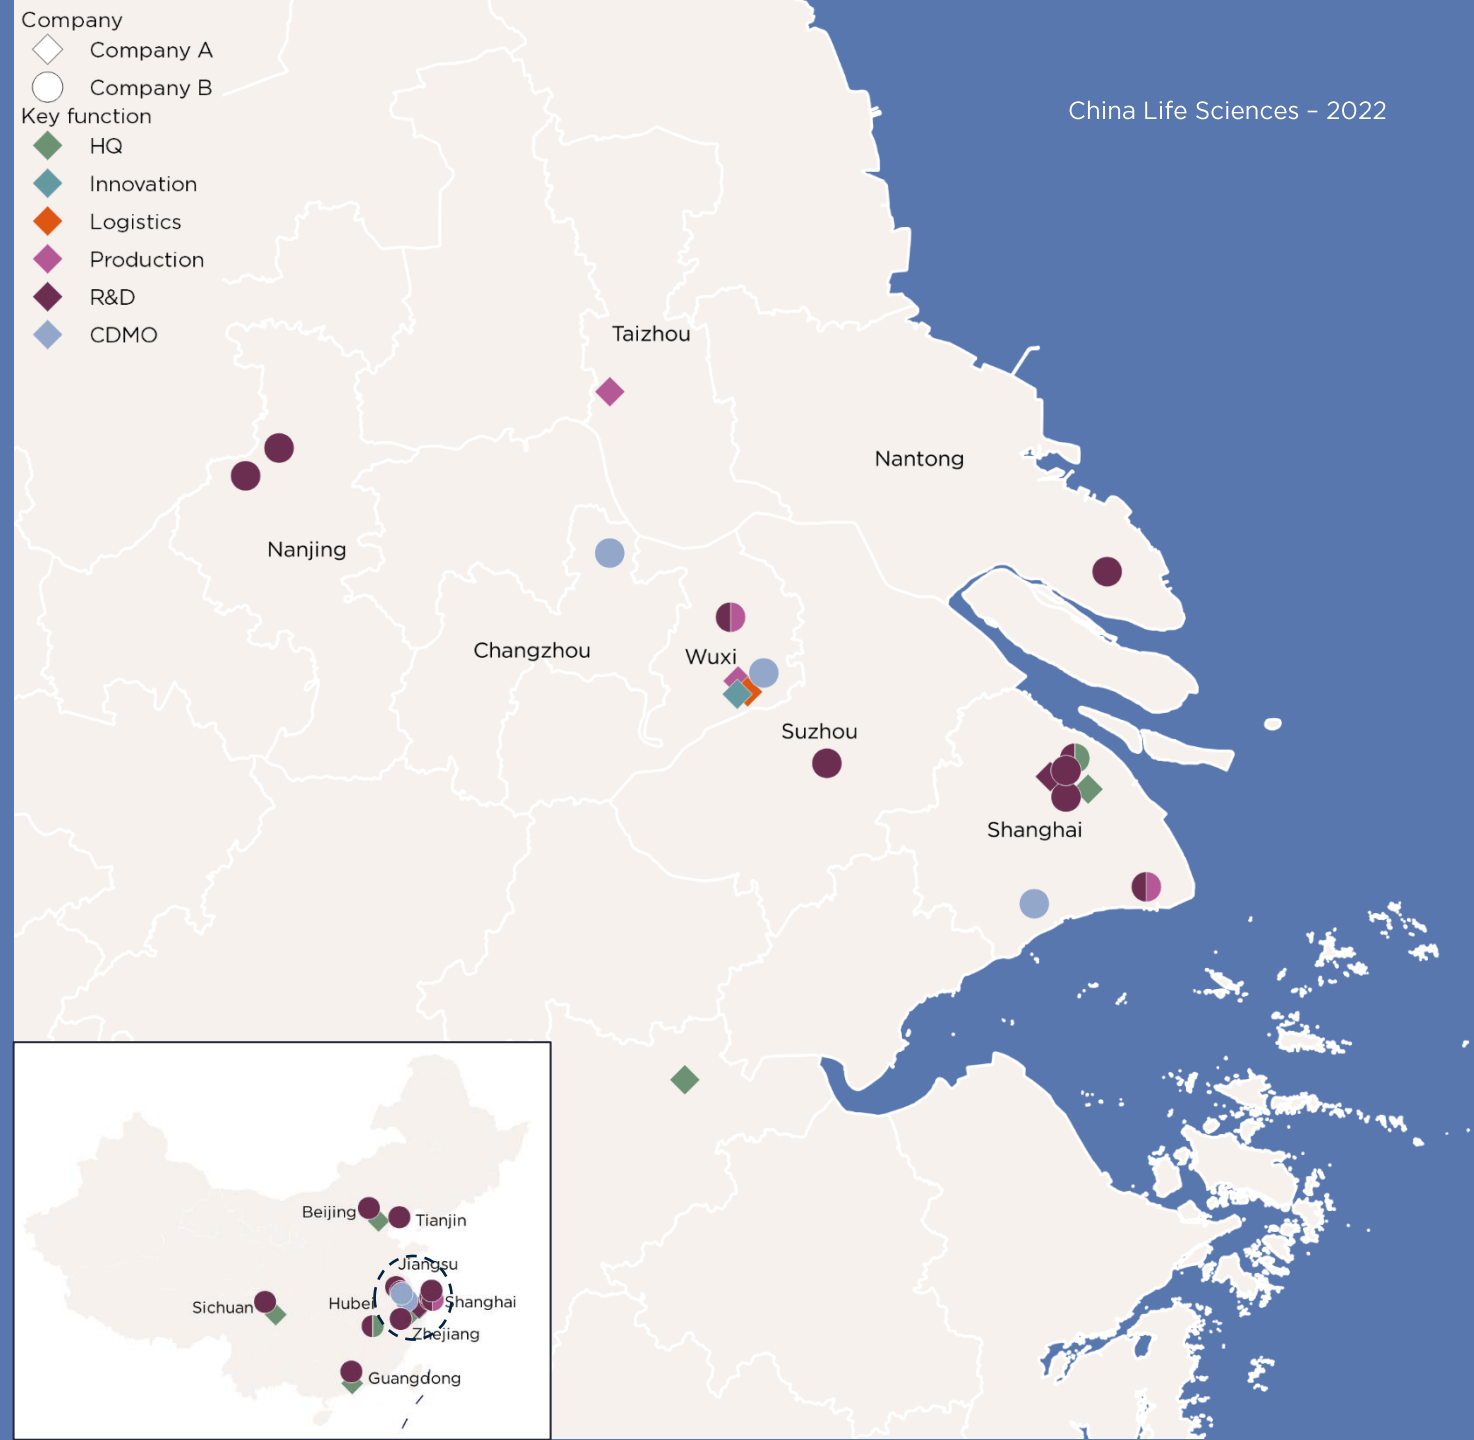 Company
Company A
Company B
Key function
HQ
Innovation
Logistics
Production
R&D
CDMO
China Life Sciences – 2022
Taizhou
Nantong
Nanjing
Changzhou
Wuxi
Suzhou
Shanghai
Beijing
Tianjin
Jiangsu
Sichuan
Hubei
Shanghai
Zhejiang
Guangdong